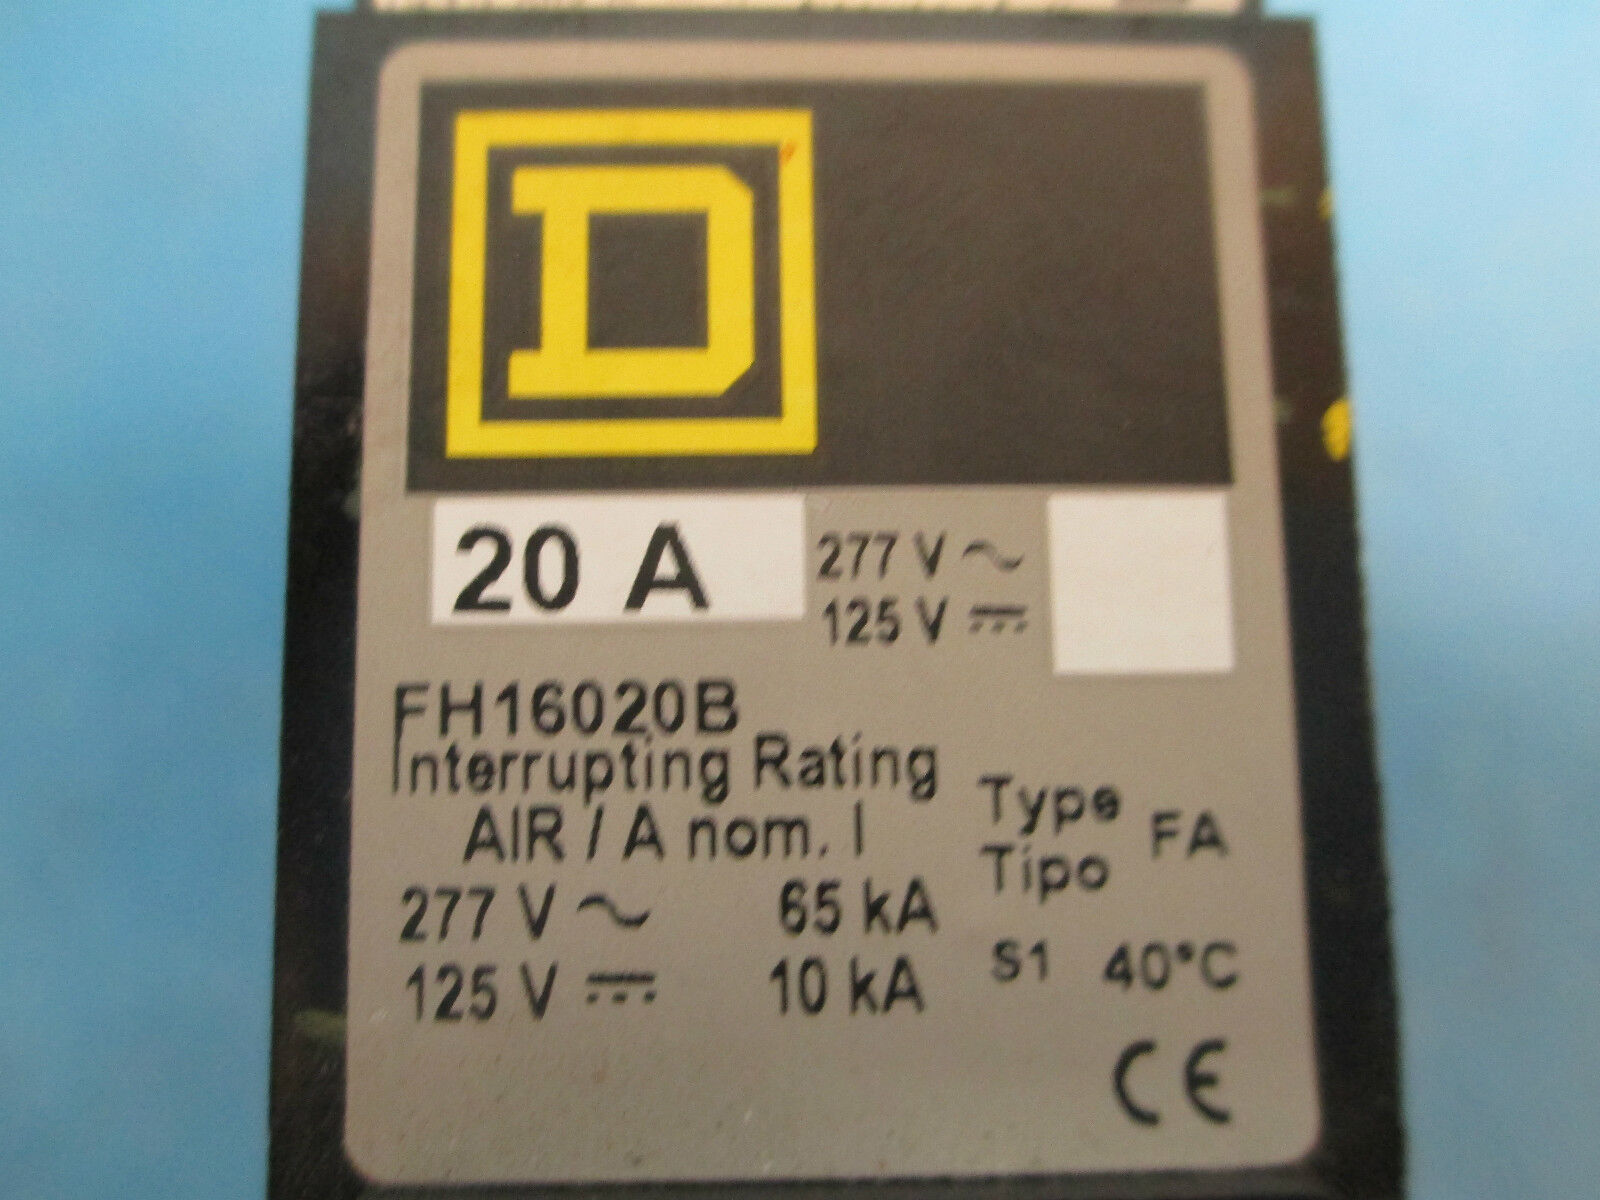 D
20 A
277 V ~
125 V ⎓
FH16020B
Interrupting Rating
AIR / A nom. I
277 V ~ 65 kA
125 V ⎓ 10 kA
Type
Tipo
FA
S1 40°C
CE